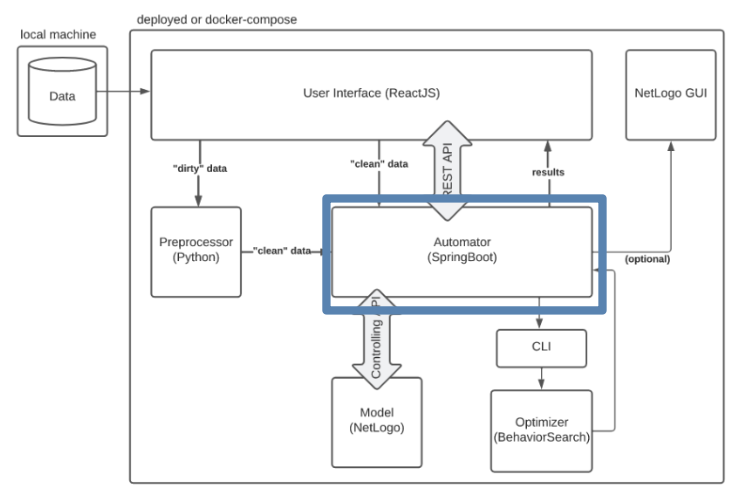 deployed or docker-compose
local machine
Data
User Interface (ReactJS)
NetLogo GUI
"dirty" data
"clean" data
REST API
results
Preprocessor
(Python)
"clean" data
Automator
(SpringBoot)
(optional)
Controlling API
CLI
Model
(NetLogo)
Optimizer
(BehaviorSearch)